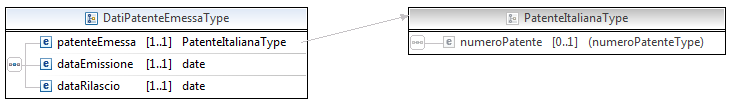 DatiPatenteEmessaType
patenteEmessa [1..1] PatenteItalianaType
dataEmissione [1..1] date
dataRilascio [1..1] date
PatenteItalianaType
numeroPatente [0..1] (numeroPatenteType)